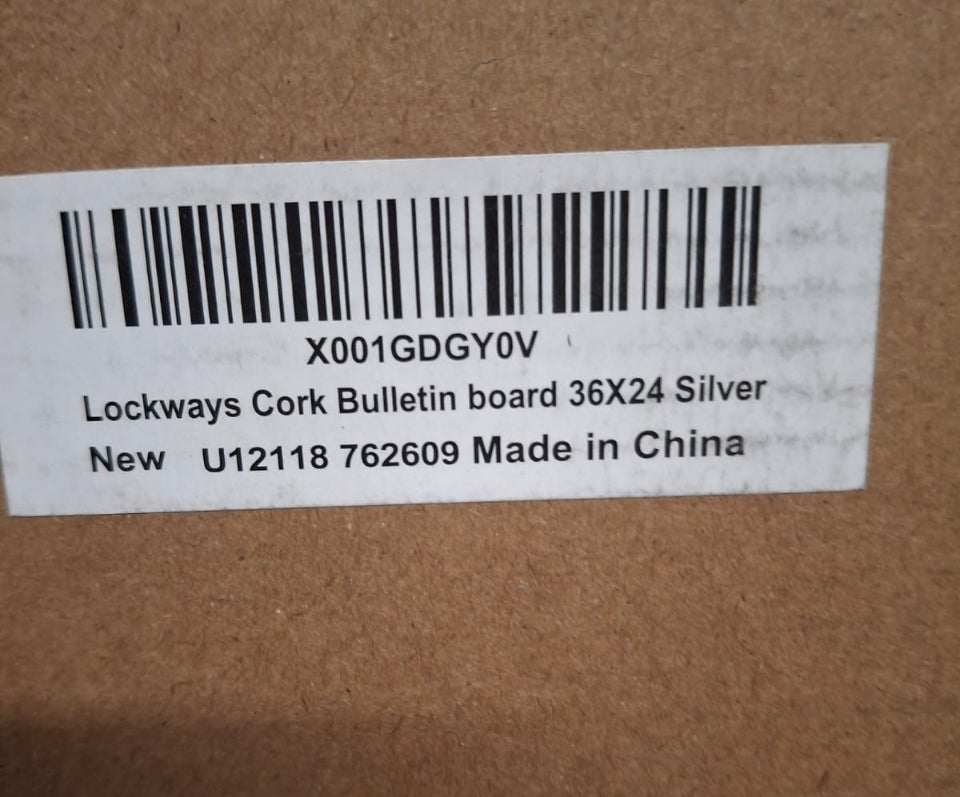 X001GDGY0V
Lockways Cork Bulletin board 36X24 Silver
New U12118 762609 Made in China